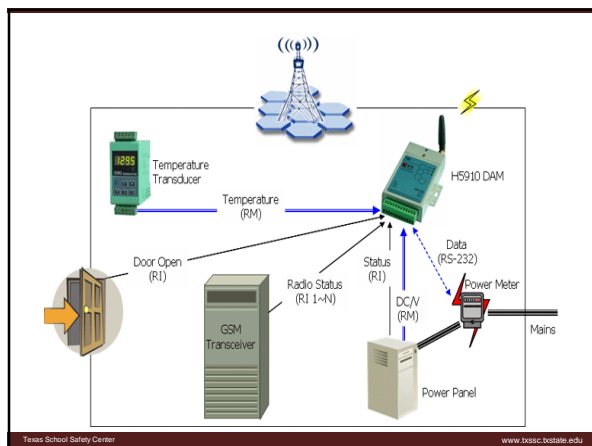 1295
Temperature
Transducer
H5910 DAM
Temperature
(RM)
Door Open
(RI)
Radio Status
(RI 1~N)
Status
(RI)
Data
(RS-232)
DC/V
(RM)
Power Meter
GSM
Transceiver
Mains
Power Panel
Texas School Safety Center
www.txssc.txstate.edu